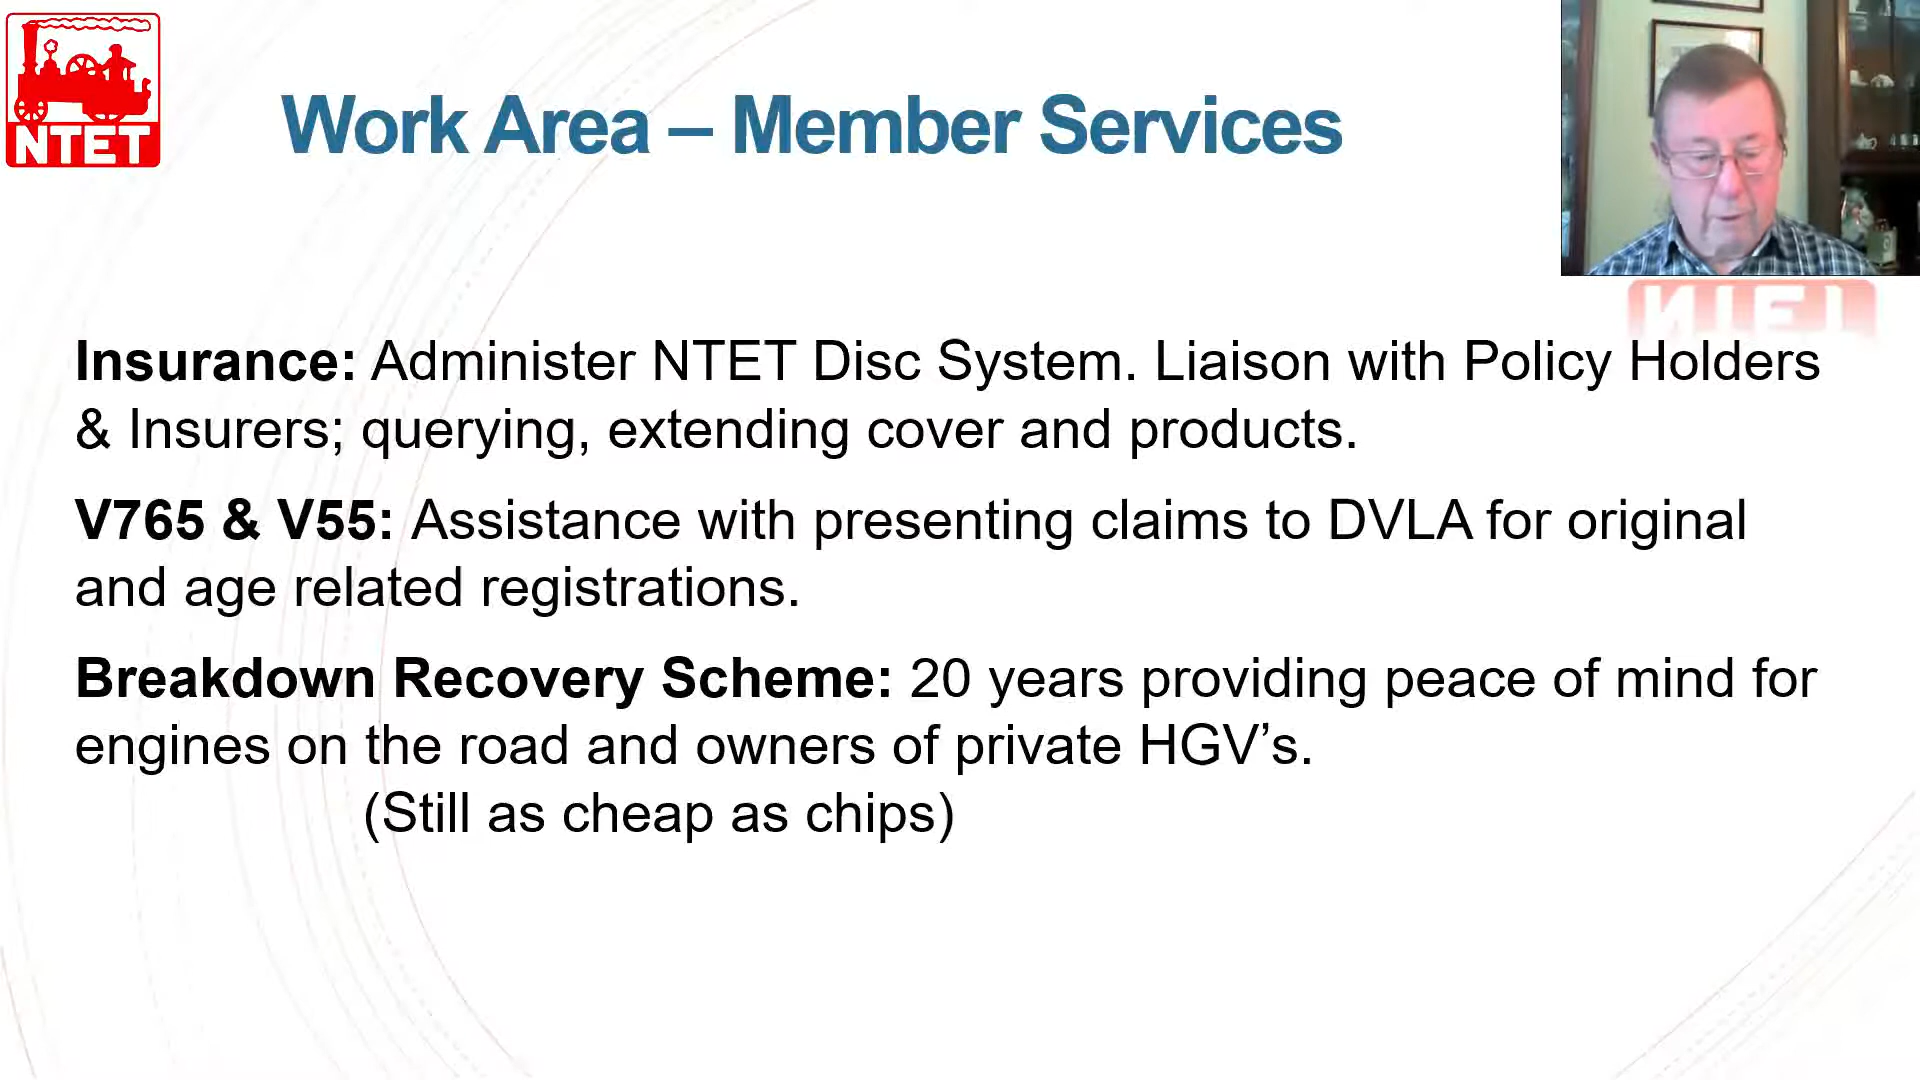 NTET
Work Area – Member Services
Insurance: Administer NTET Disc System. Liaison with Policy Holders
& Insurers; querying, extending cover and products.
V765 & V55: Assistance with presenting claims to DVLA for original
and age related registrations.
Breakdown Recovery Scheme: 20 years providing peace of mind for
engines on the road and owners of private HGV’s.
(Still as cheap as chips)